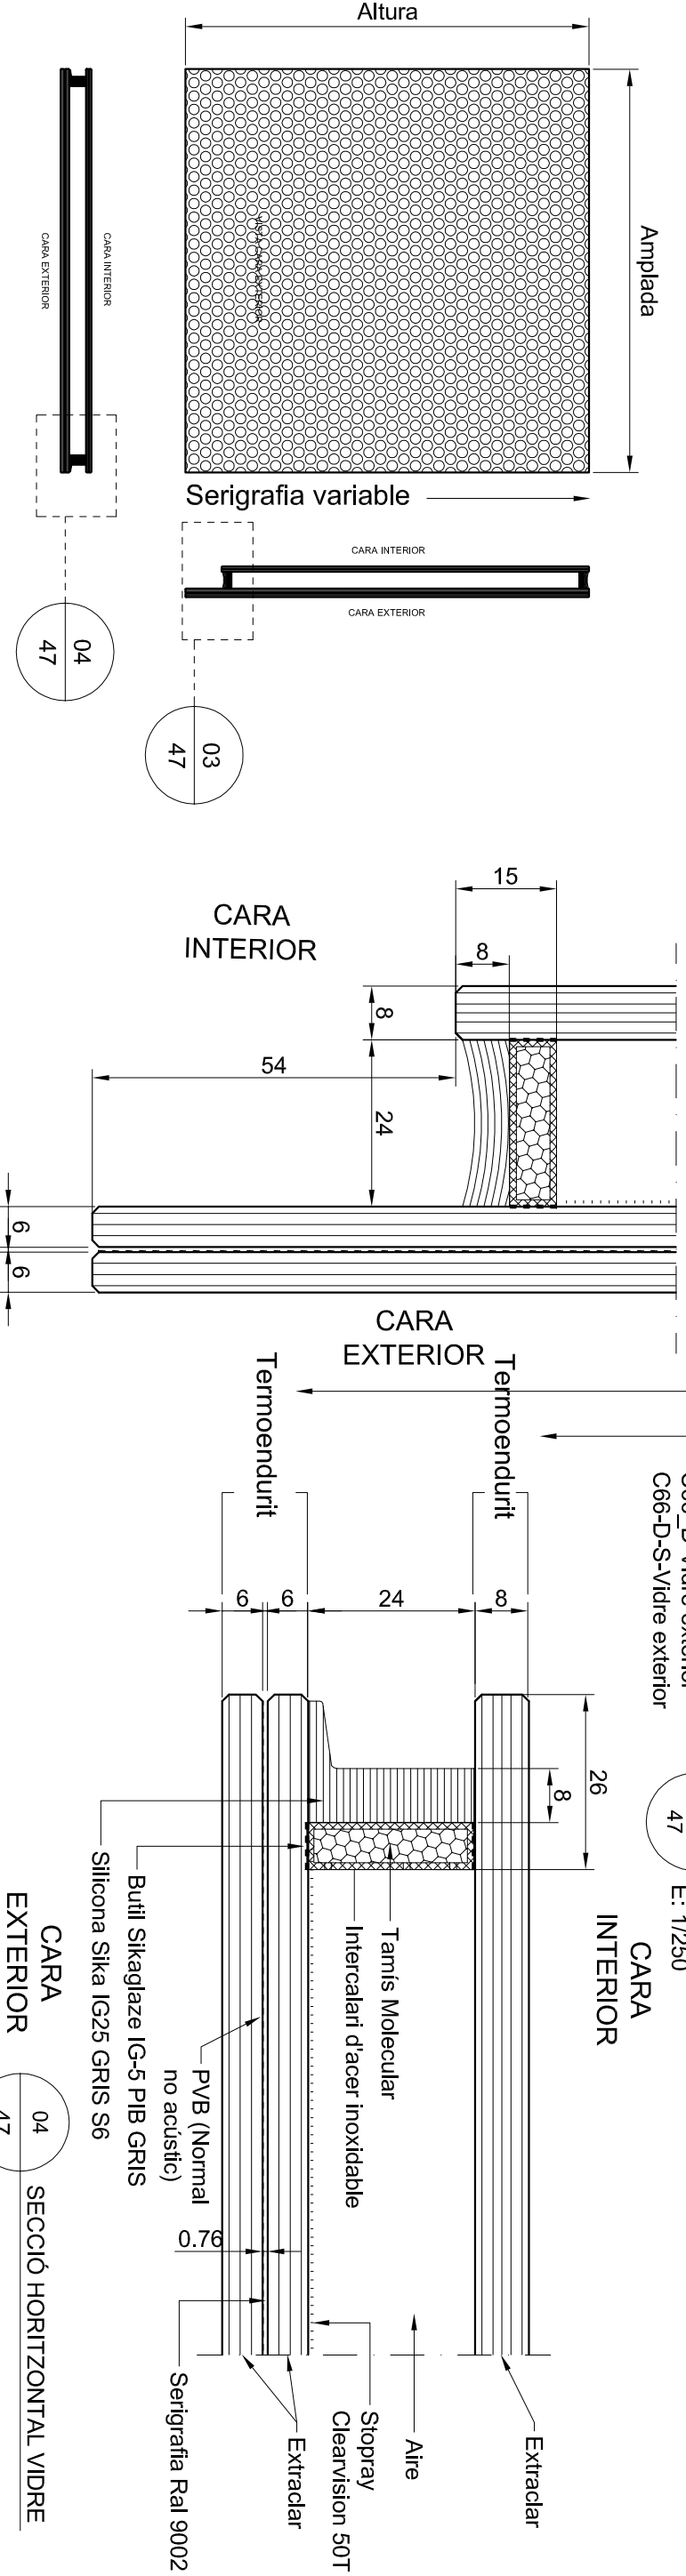 Altura
Amplada
VISTA CARA EXTERIOR
CARA INTERIOR
CARA EXTERIOR
Serigrafia variable
CARA INTERIOR
CARA EXTERIOR
04
47
03
47
CARA
INTERIOR
15
8
8
54
24
6
6
CARA
EXTERIOR
Termoendurit
Termoendurit
C66-D-S-Vidre exterior
47
E: 1/250
CARA
INTERIOR
6
6
24
8
26
8
Tamís Molecular
Intercalari d'acer inoxidable
PVB (Normal
no acústic)
Butil Sikaglaze IG-5 PIB GRIS
Silicona Sika IG25 GRIS S6
CARA
EXTERIOR
04
47
SECCIÓ HORITZONTAL VIDRE
0.76
Serigrafia Ral 9002
Extraclar
Stopray
Clearvision 50T
Aire
Extraclar